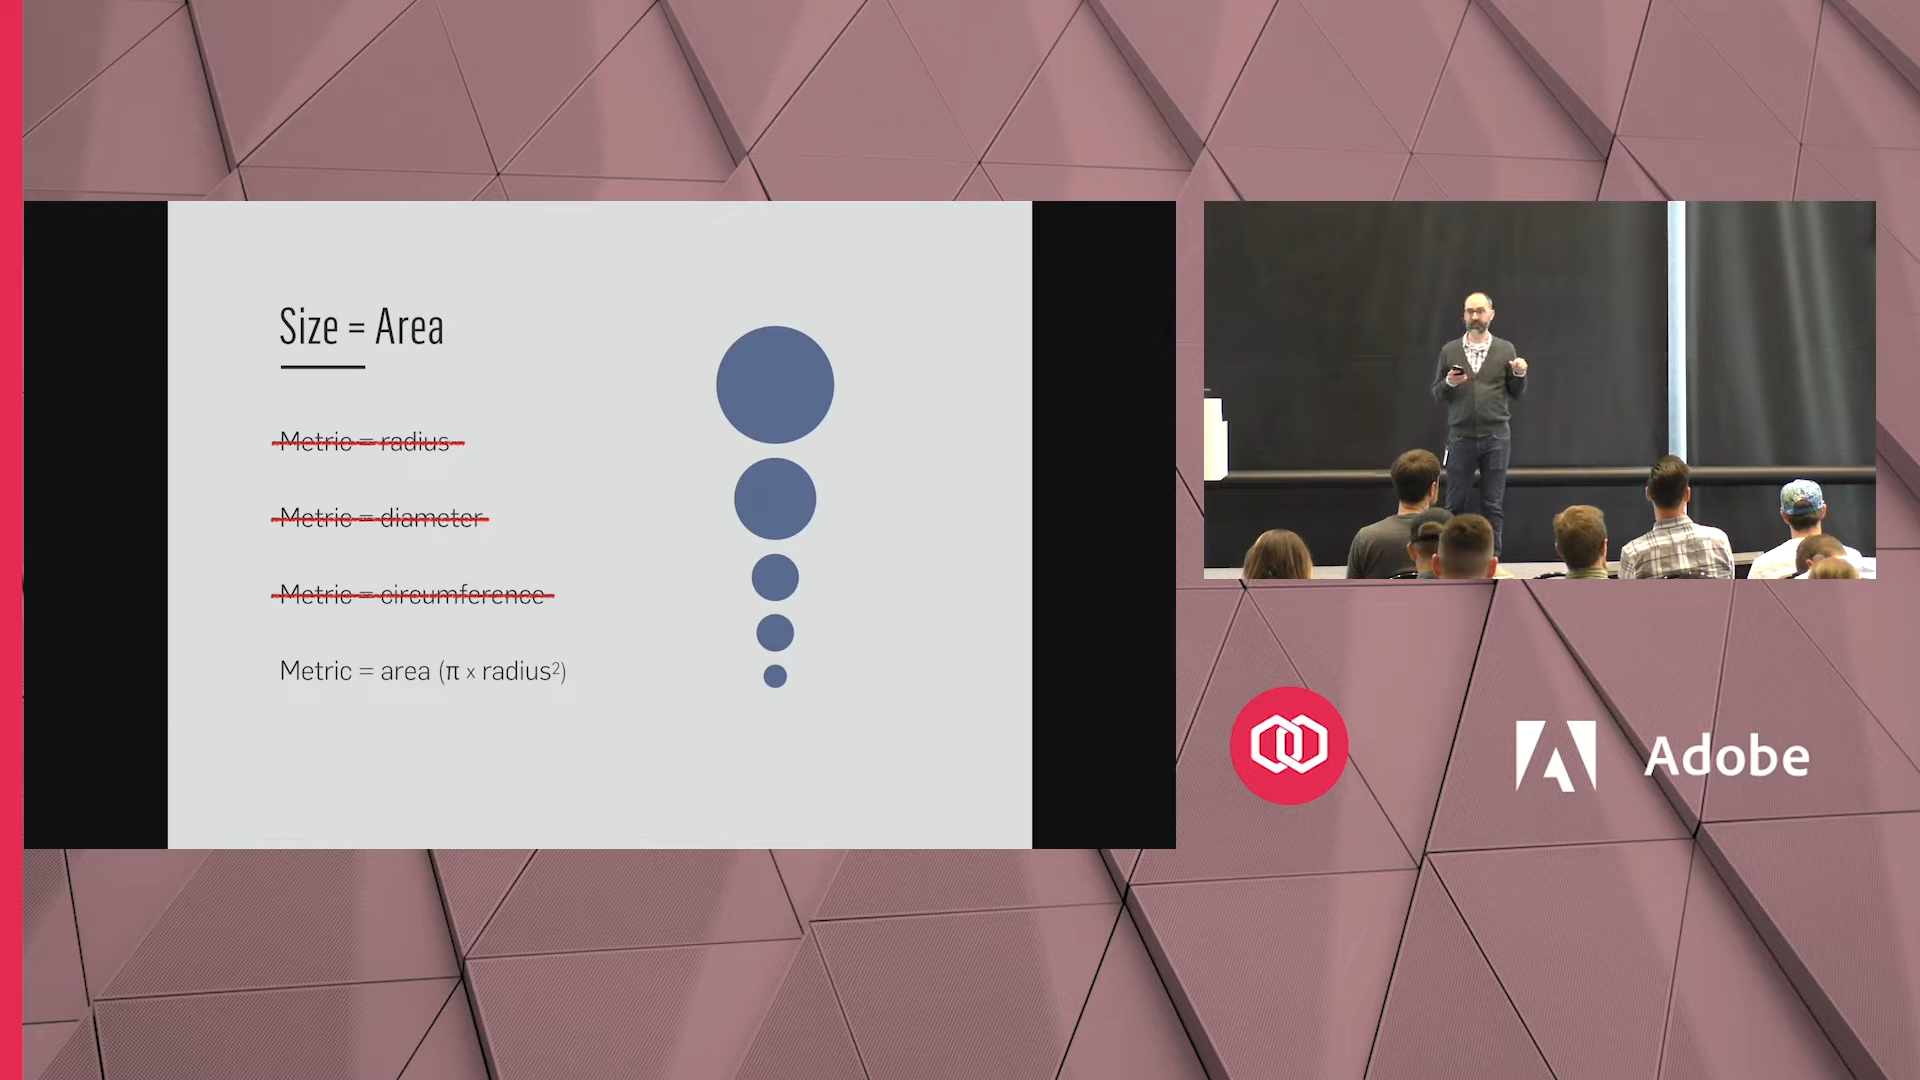 Size = Area
Metric = radius
Metric = diameter
Metric = circumference
Metric = area (π x radius²)
Adobe